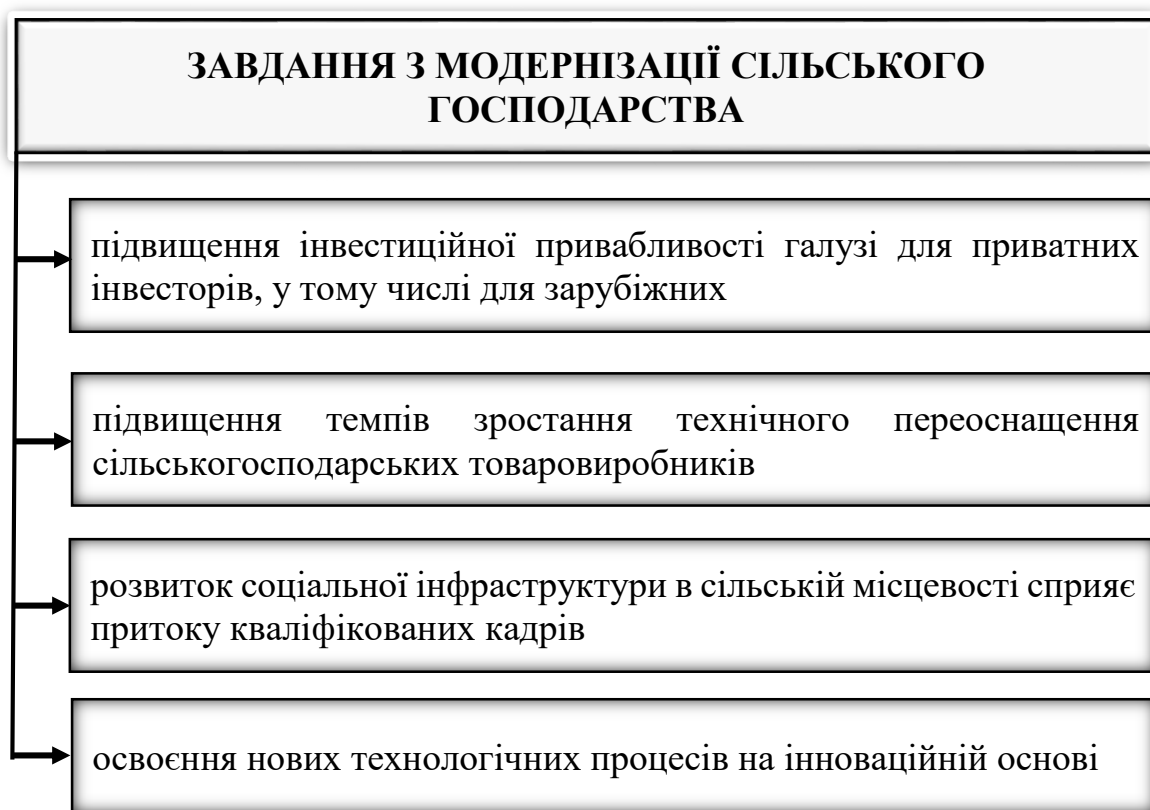 ЗАВДАННЯ З МОДЕРНІЗАЦІЇ СІЛЬСЬКОГО
ГОСПОДАРСТВА
підвищення інвестиційної привабливості галузі для приватних
інвесторів, у тому числі для зарубіжних
підвищення темпів зростання технічного переоснащення
сільськогосподарських товаровиробників
розвиток соціальної інфраструктури в сільській місцевості сприяє
притоку кваліфікованих кадрів
освоєння нових технологічних процесів на інноваційній основі